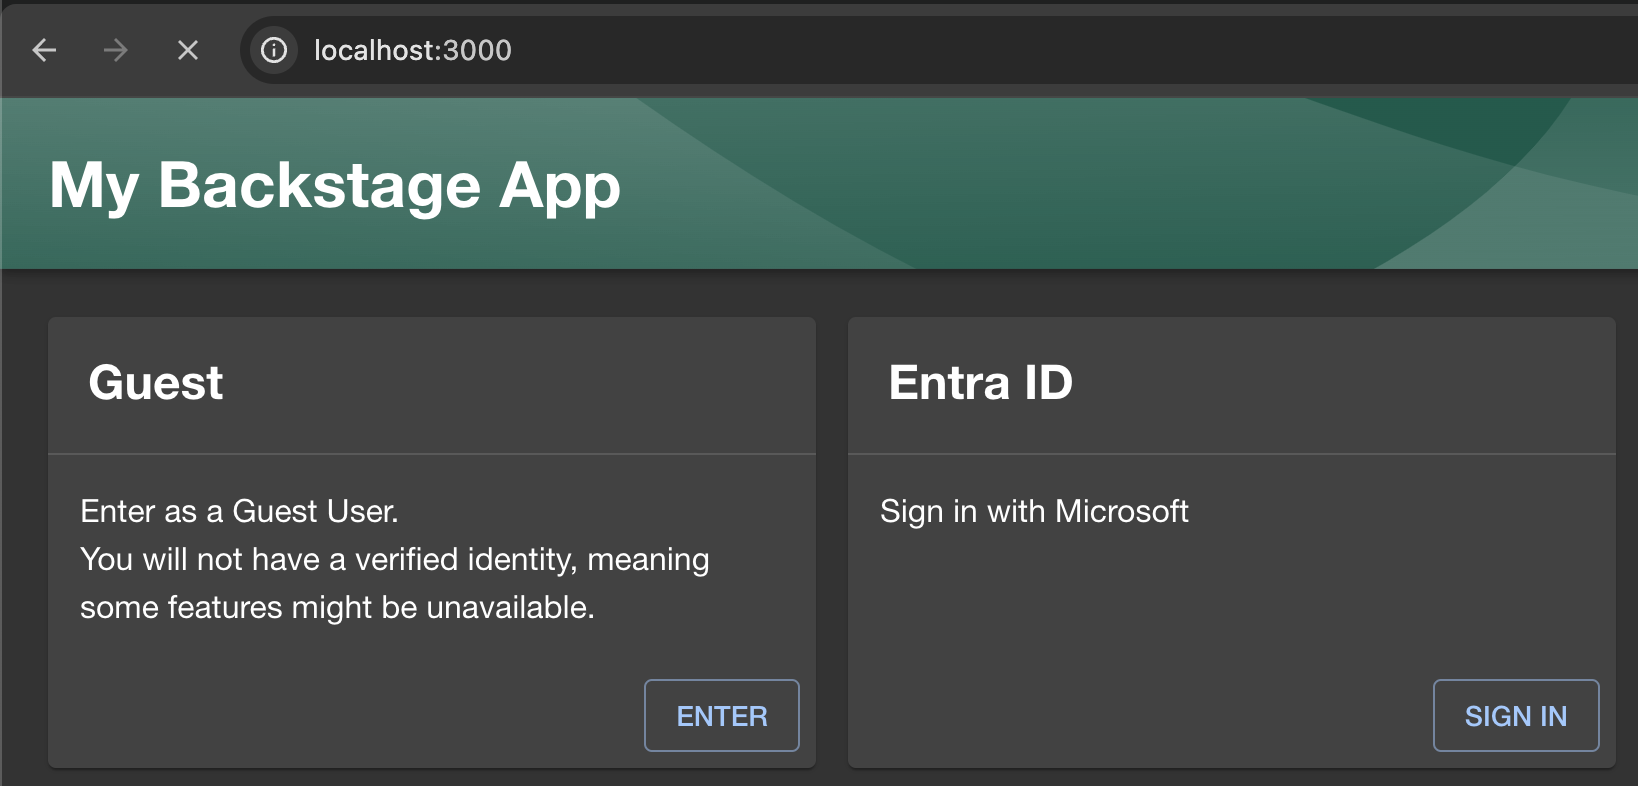 localhost:3000
My Backstage App
Guest
Enter as a Guest User.
You will not have a verified identity, meaning
some features might be unavailable.
ENTER
Entra ID
Sign in with Microsoft
SIGN IN